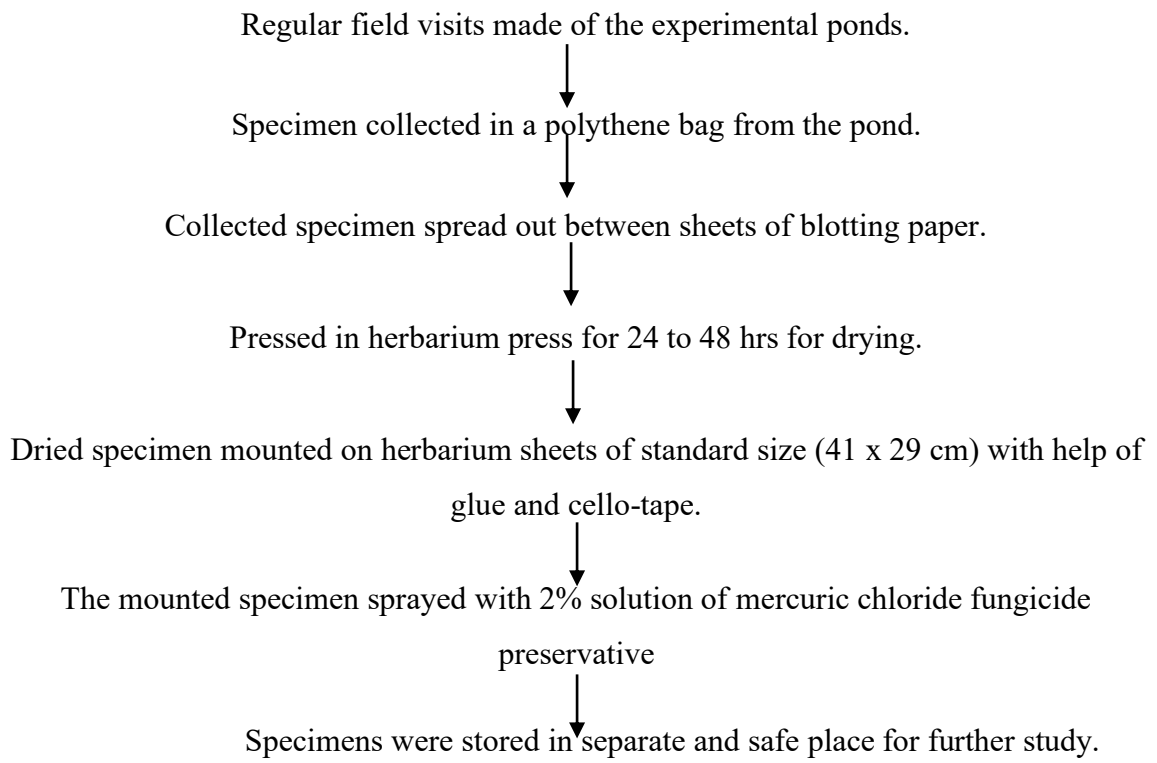 Regular field visits made of the experimental ponds.
Specimen collected in a polythene bag from the pond.
Collected specimen spread out between sheets of blotting paper.
Pressed in herbarium press for 24 to 48 hrs for drying.
Dried specimen mounted on herbarium sheets of standard size (41 x 29 cm) with help of
glue and cello-tape.
The mounted specimen sprayed with 2% solution of mercuric chloride fungicide
preservative
Specimens were stored in separate and safe place for further study.